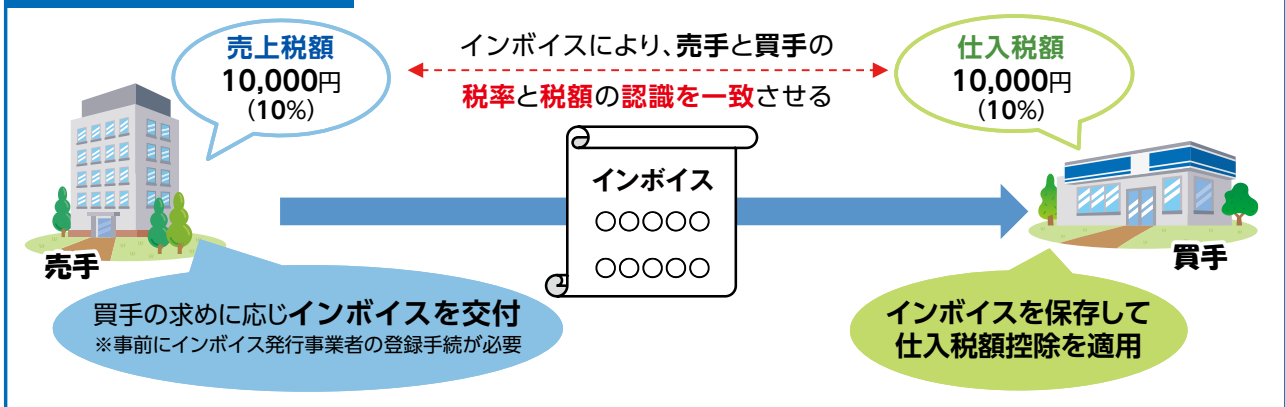 売上税額
10,000円
(10%)
インボイスにより、売手と買手の
税率と税額の認識を一致させる
仕入税額
10,000円
(10%)
インボイス
○○○○○
○○○○○
売手
買手
買手の求めに応じインボイスを交付
※事前にインボイス発行事業者の登録手続が必要
インボイスを保存して
仕入税額控除を適用